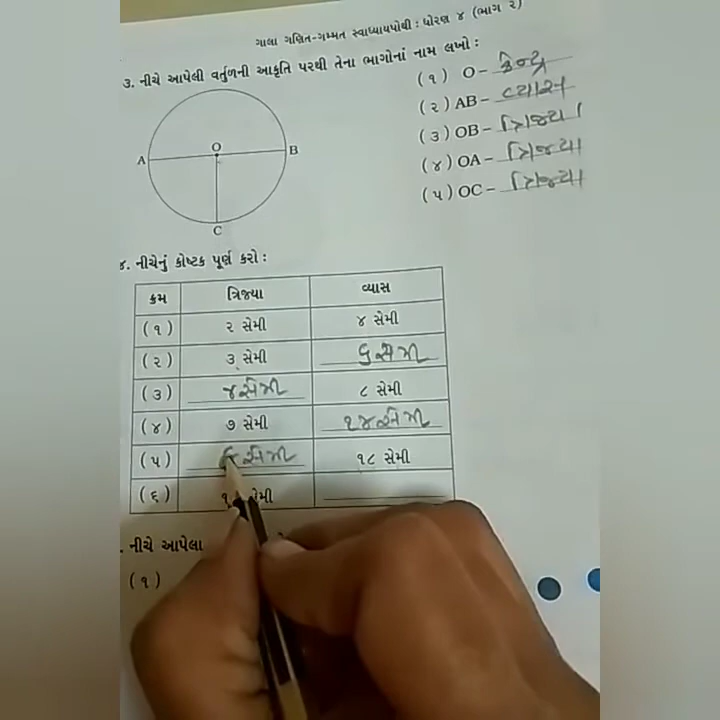 ગાલા ગણિત-ગમ્મત સ્વાધ્યાયપોથી : ધોરણ ૪ (ભાગ ૨)
૩. નીચે આપેલી વર્તુળની આકૃતિ પરથી તેના ભાગોનાં નામ લખો :
(૧) O – કેન્દ્ર
(૨) AB – વ્યાસ
(૩) OB – ત્રિજ્યા
(૪) OA – ત્રિજ્યા
(૫) OC – ત્રિજ્યા
A O B
C
૪. નીચેનું કોષ્ટક પૂર્ણ કરો :
ક્રમ ત્રિજ્યા વ્યાસ
(૧) ૨ સેમી ૪ સેમી
(૨) ૩ સેમી ૬ સેમી
(૩) ૪ સેમી ૮ સેમી
(૪) ૭ સેમી ૧૪ સેમી
(૫) સેમી ૧૮ સેમી
(૬) સેમી
. નીચે આપેલા
(૧)